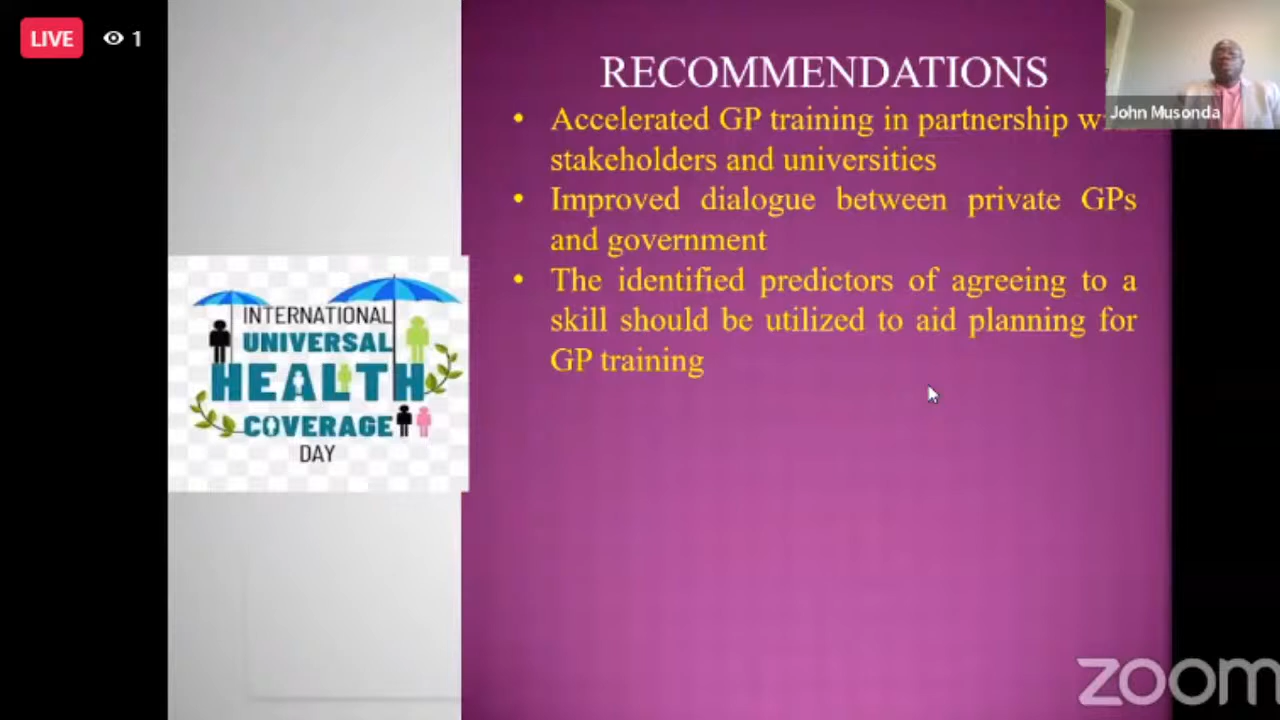 LIVE
1
RECOMMENDATIONS
John Musonda
• Accelerated GP training in partnership
stakeholders and universities
• Improved dialogue between private GPs
and government
• The identified predictors of agreeing to a
skill should be utilized to aid planning for
GP training
INTERNATIONAL
UNIVERSAL
HEALTH
COVERAGE
DAY
zoom